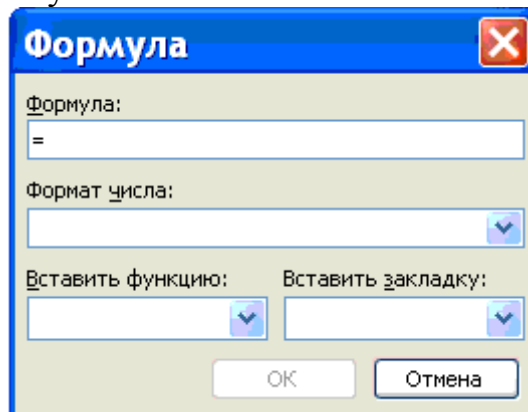 Формула
Формула:
=
Формат числа:
Вставить функцию: Вставить закладку:
ОК Отмена